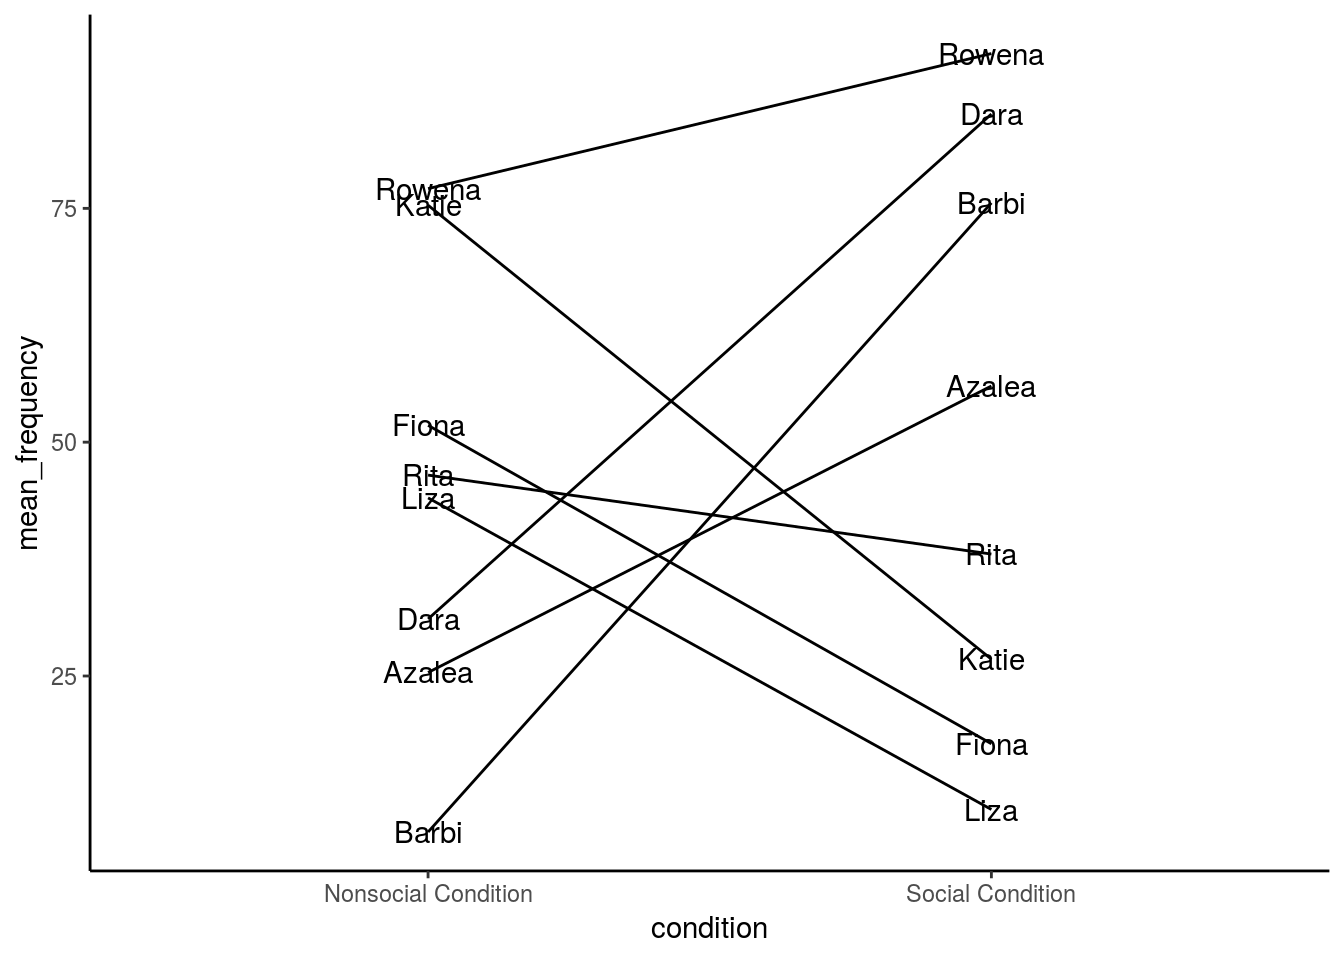 Rowena
Dara
Rowena
Katie
Barbi
75
Azalea
Fiona
50
Rita
Liza
Rita
Dara
Katie
Azalea
25
Fiona
Liza
Barbi
mean_frequency
Nonsocial Condition
Social Condition
condition